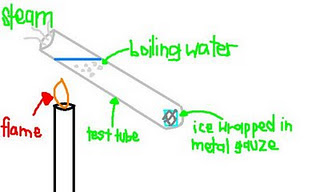 steam
boiling water
flame
test tube
ice wrapped in
metal gauze